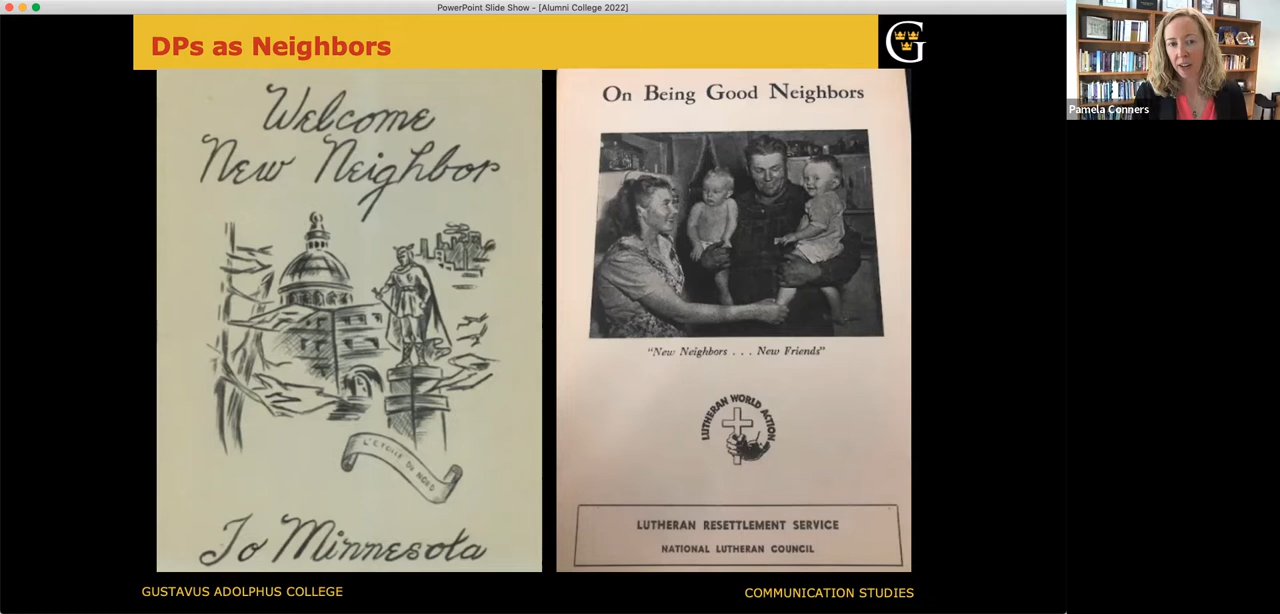 PowerPoint Slide Show - [Alumni College 2022]
DPs as Neighbors
G
Welcome
New Neighbor
L'ETOILE DU NORD
To Minnesota
On Being Good Neighbors
"New Neighbors . . . New Friends"
LUTHERAN WORLD ACTION
LUTHERAN RESETTLEMENT SERVICE
NATIONAL LUTHERAN COUNCIL
GUSTAVUS ADOLPHUS COLLEGE
COMMUNICATION STUDIES
Pamela Conners